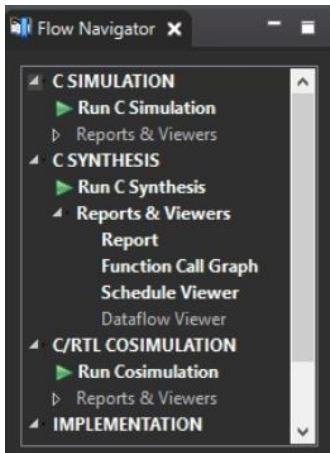 Flow Navigator
C SIMULATION
Run C Simulation
Reports & Viewers
C SYNTHESIS
Run C Synthesis
Reports & Viewers
Report
Function Call Graph
Schedule Viewer
Dataflow Viewer
C/RTL COSIMULATION
Run Cosimulation
Reports & Viewers
IMPLEMENTATION